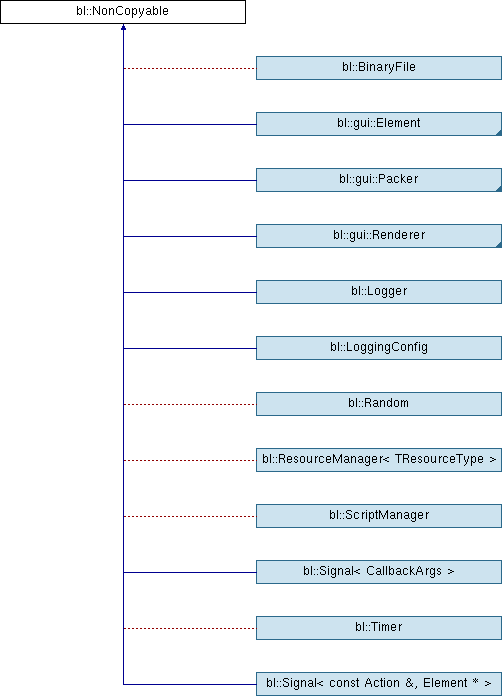 bl::NonCopyable
bl::BinaryFile
bl::gui::Element
bl::gui::Packer
bl::gui::Renderer
bl::Logger
bl::LoggingConfig
bl::Random
bl::ResourceManager< TResourceType >
bl::ScriptManager
bl::Signal< CallbackArgs >
bl::Timer
bl::Signal< const Action &, Element * >